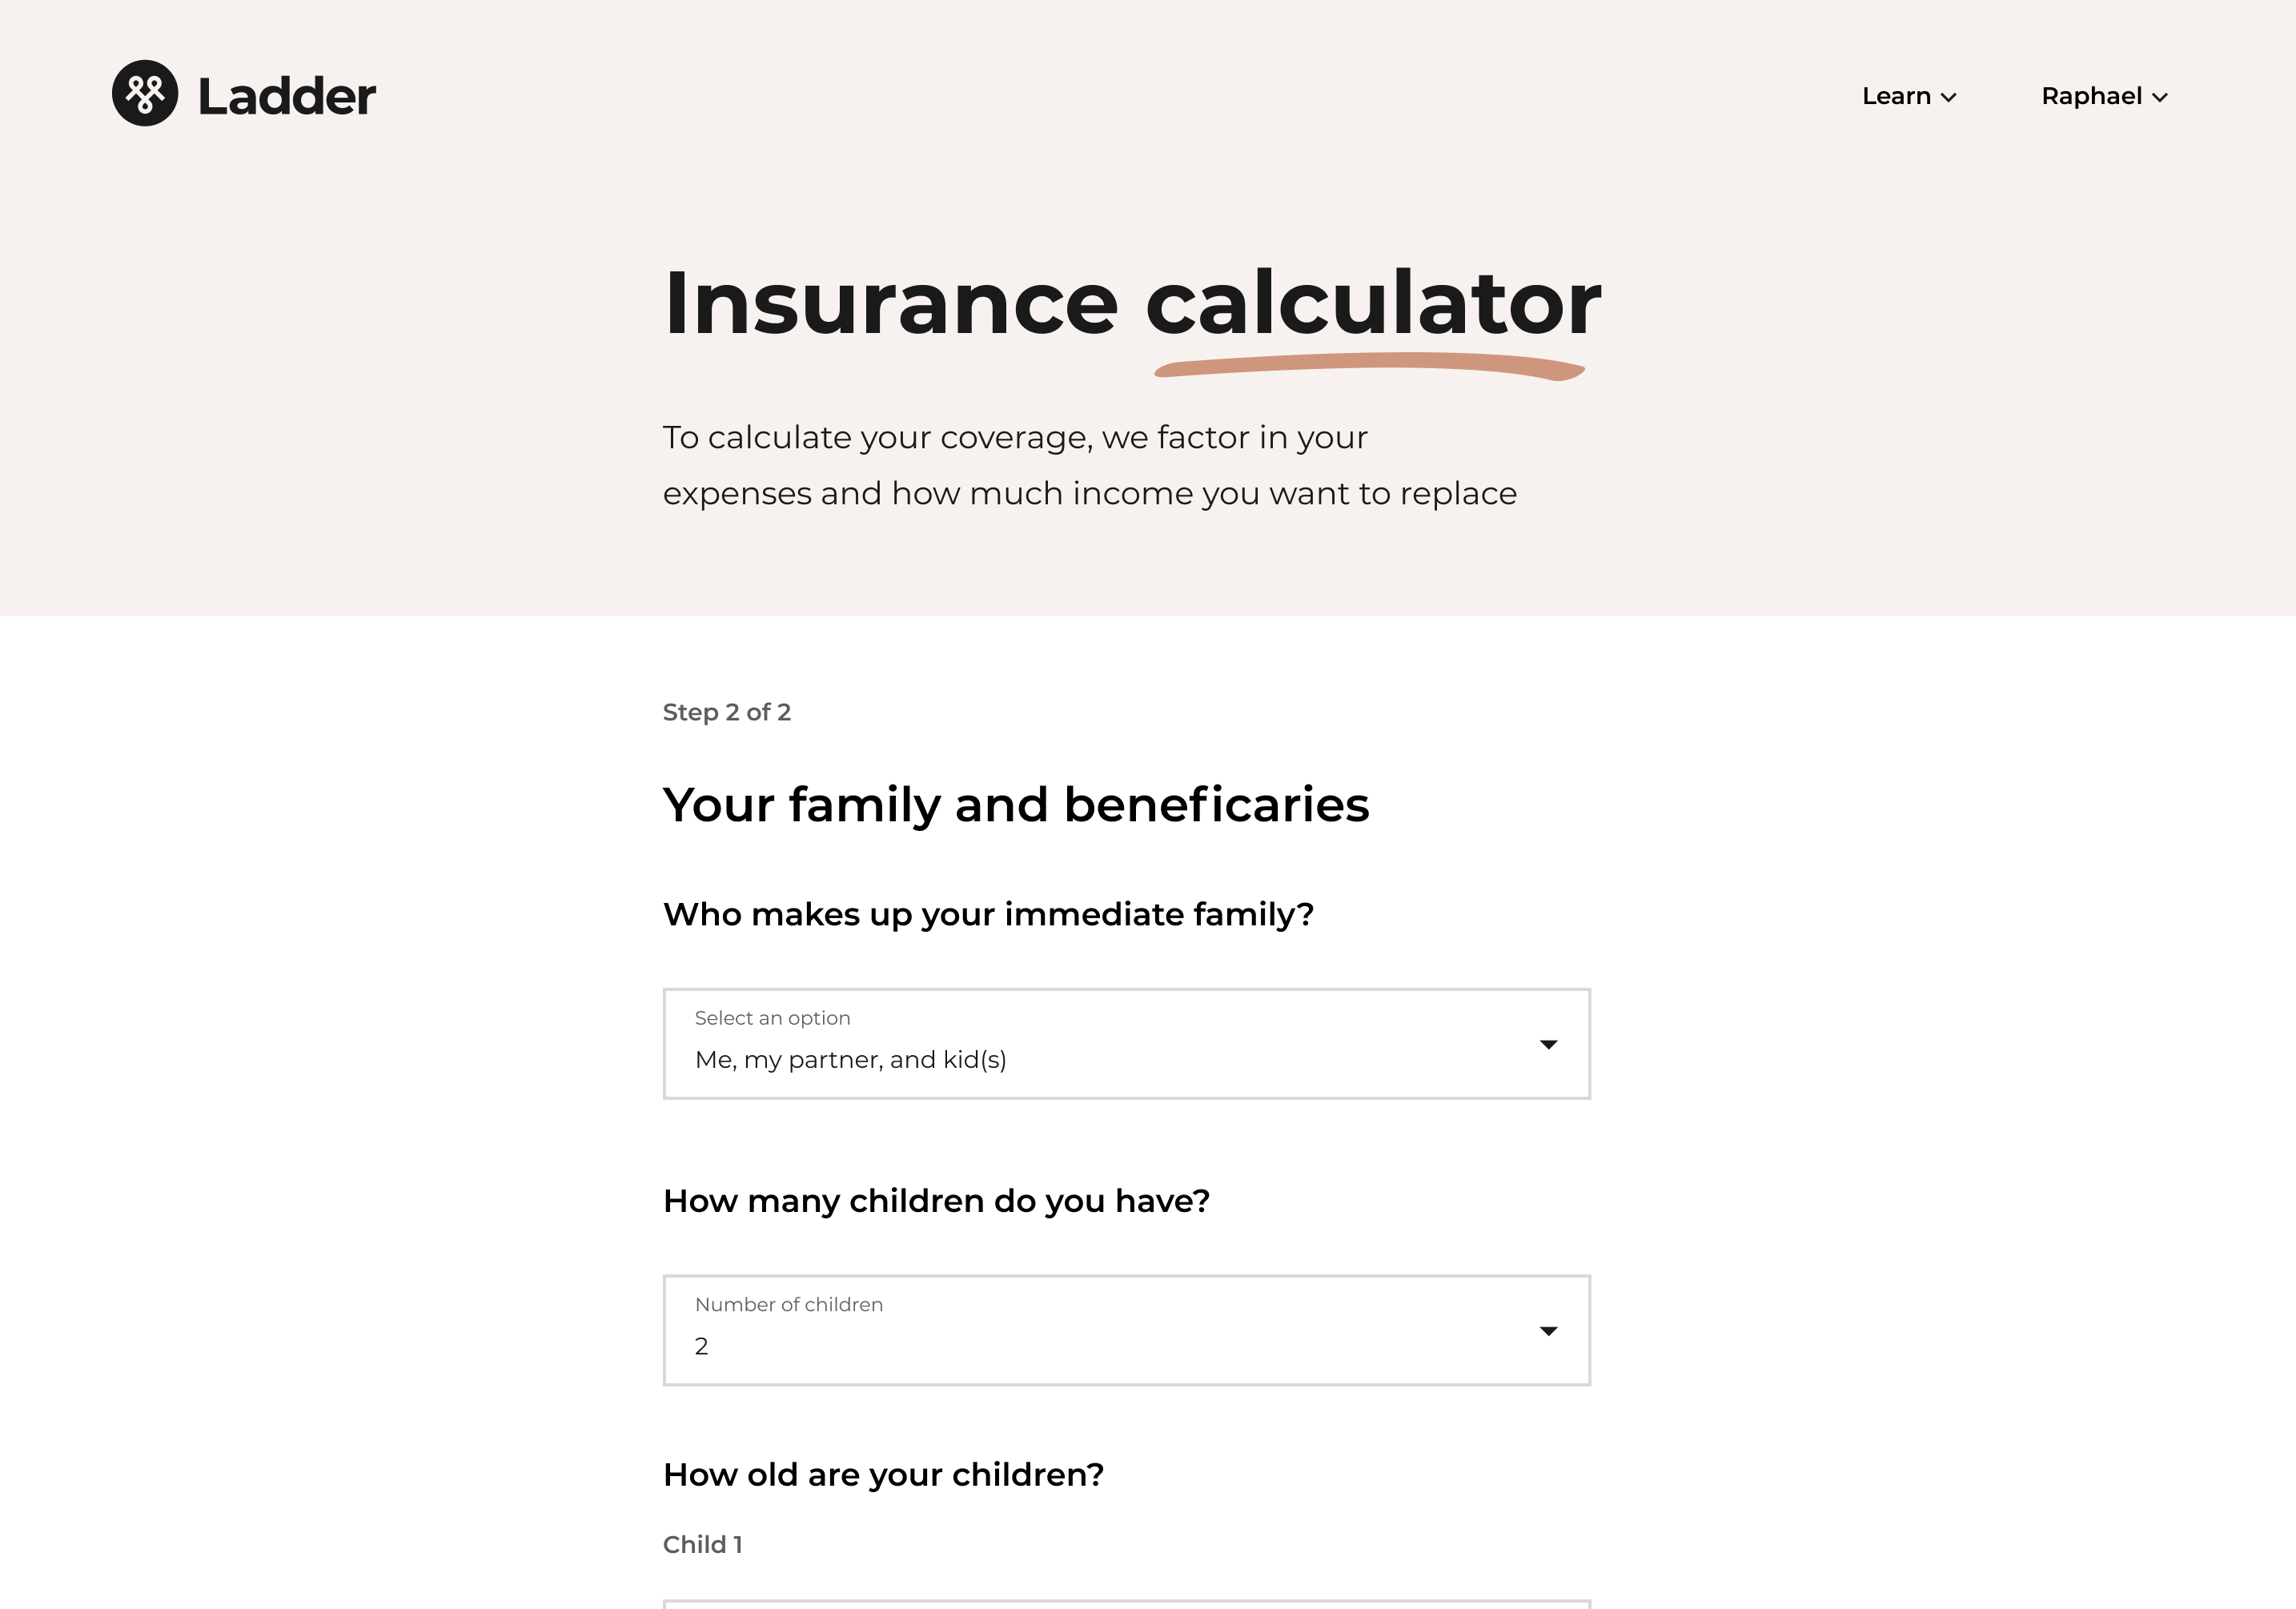 Ladder
Learn
Raphael
Insurance calculator
To calculate your coverage, we factor in your
expenses and how much income you want to replace
Step 2 of 2
Your family and beneficaries
Who makes up your immediate family?
Select an option
Me, my partner, and kid(s)
How many children do you have?
Number of children
2
How old are your children?
Child 1